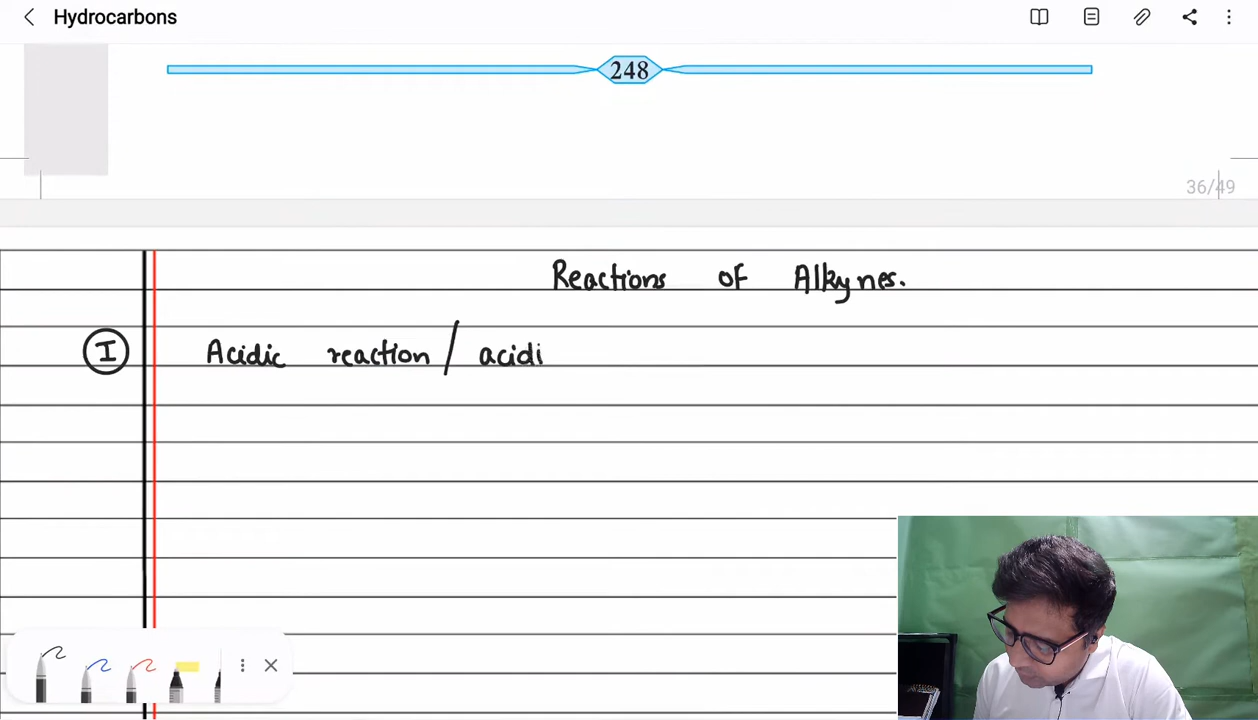 Hydrocarbons
248
36/49
Reactions of Alkynes.
I Acidic reaction / acidi